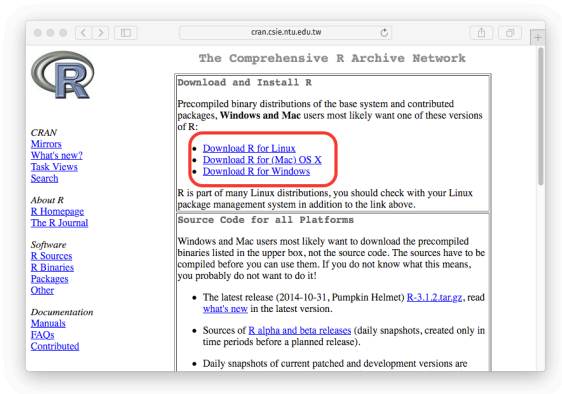 cran.csie.ntu.edu.tw
R
The Comprehensive R Archive Network
CRAN
Mirrors
What's new?
Task Views
Search
About R
R Homepage
The R Journal
Software
R Sources
R Binaries
Packages
Other
Documentation
Manuals
FAQs
Contributed
Download and Install R
Precompiled binary distributions of the base system and contributed
packages, Windows and Mac users most likely want one of these versions
of R:
• Download R for Linux
• Download R for (Mac) OS X
• Download R for Windows
R is part of many Linux distributions, you should check with your Linux
package management system in addition to the link above.
Source Code for all Platforms
Windows and Mac users most likely want to download the precompiled
binaries listed in the upper box, not the source code. The sources have to be
compiled before you can use them. If you do not know what this means,
you probably do not want to do it!
• The latest release (2014-10-31, Pumpkin Helmet) R-3.1.2.tar.gz, read
what's new in the latest version.
• Sources of R alpha and beta releases (daily snapshots, created only in
time periods before a planned release).
• Daily snapshots of current patched and development versions are